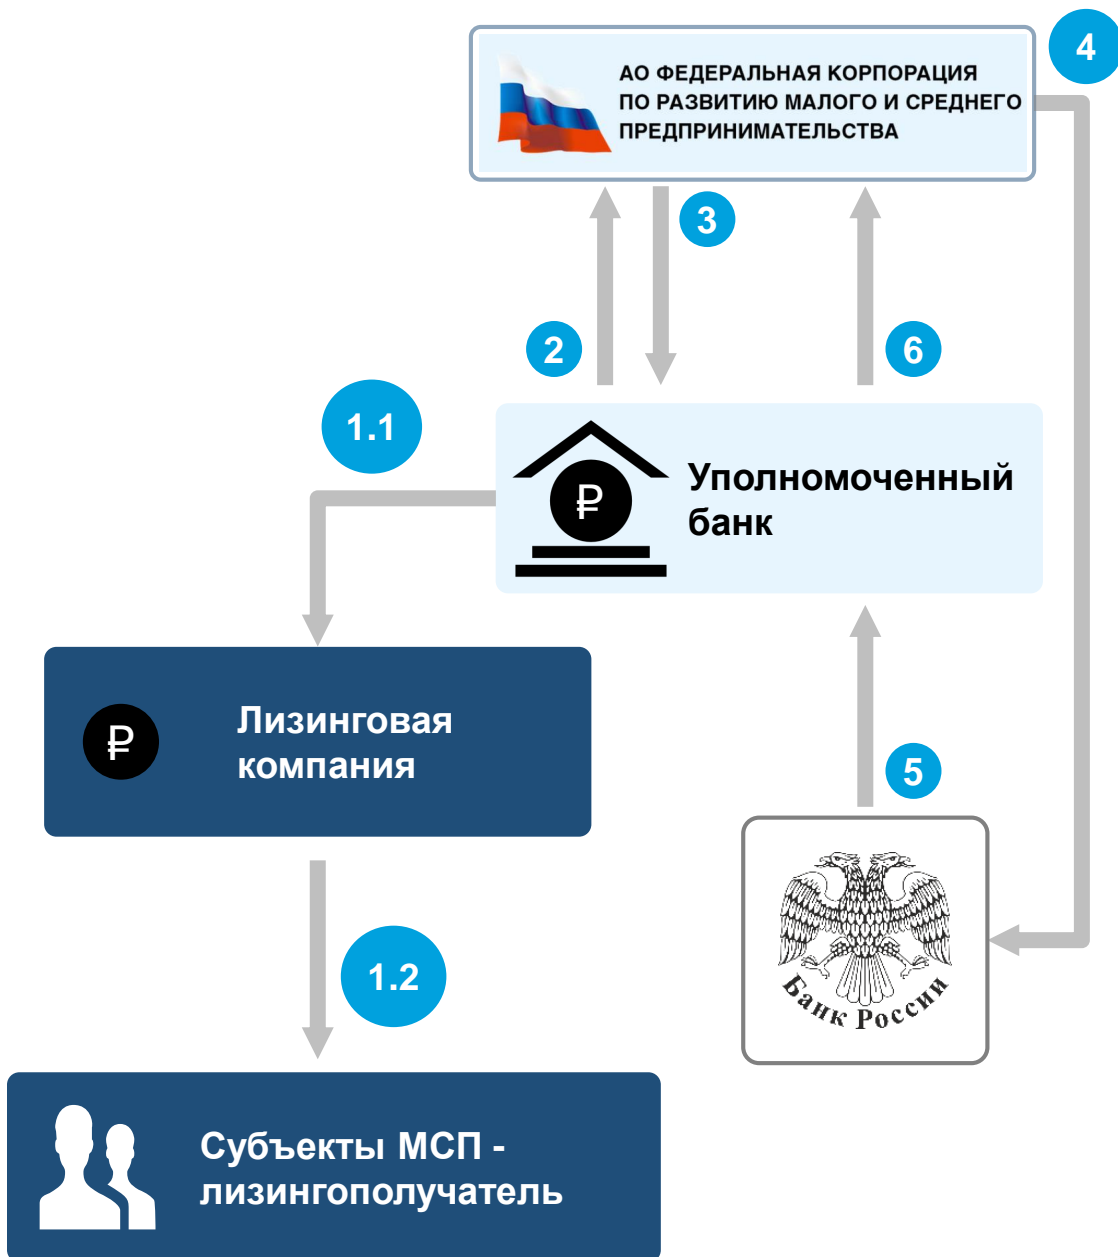 4
АО ФЕДЕРАЛЬНАЯ КОРПОРАЦИЯ
ПО РАЗВИТИЮ МАЛОГО И СРЕДНЕГО
ПРЕДПРИНИМАТЕЛЬСТВА
3
2
6
1.1
₽
Уполномоченный
банк
₽
Лизинговая
компания
5
Банк России
1.2
Субъекты МСП -
лизингополучатель